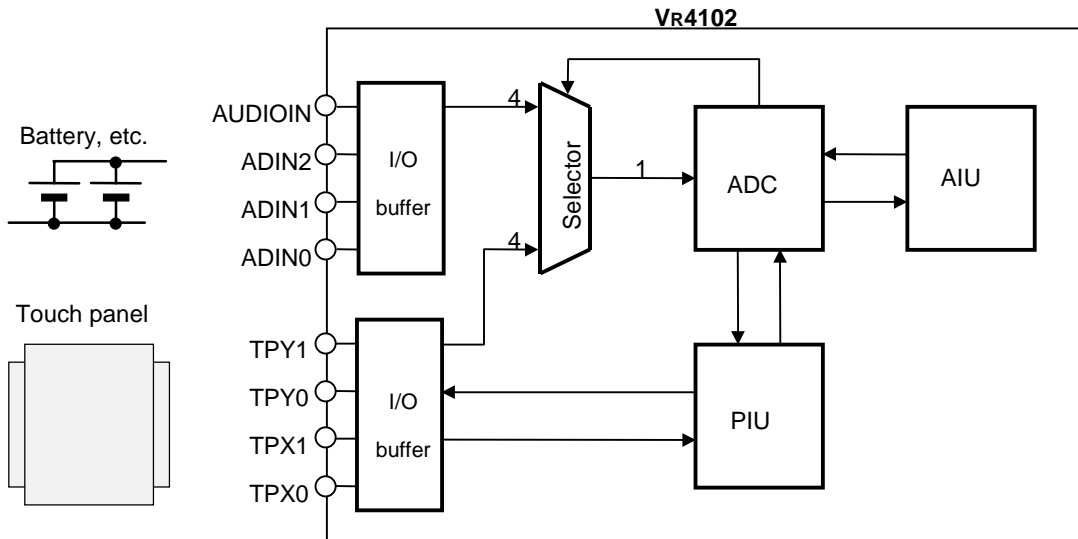 VR4102
AUDIOIN
ADIN2
ADIN1
ADIN0
Battery, etc.
I/O
buffer
4
4
Selector
1
ADC
AIU
Touch panel
TPY1
TPY0
TPX1
TPX0
I/O
buffer
PIU